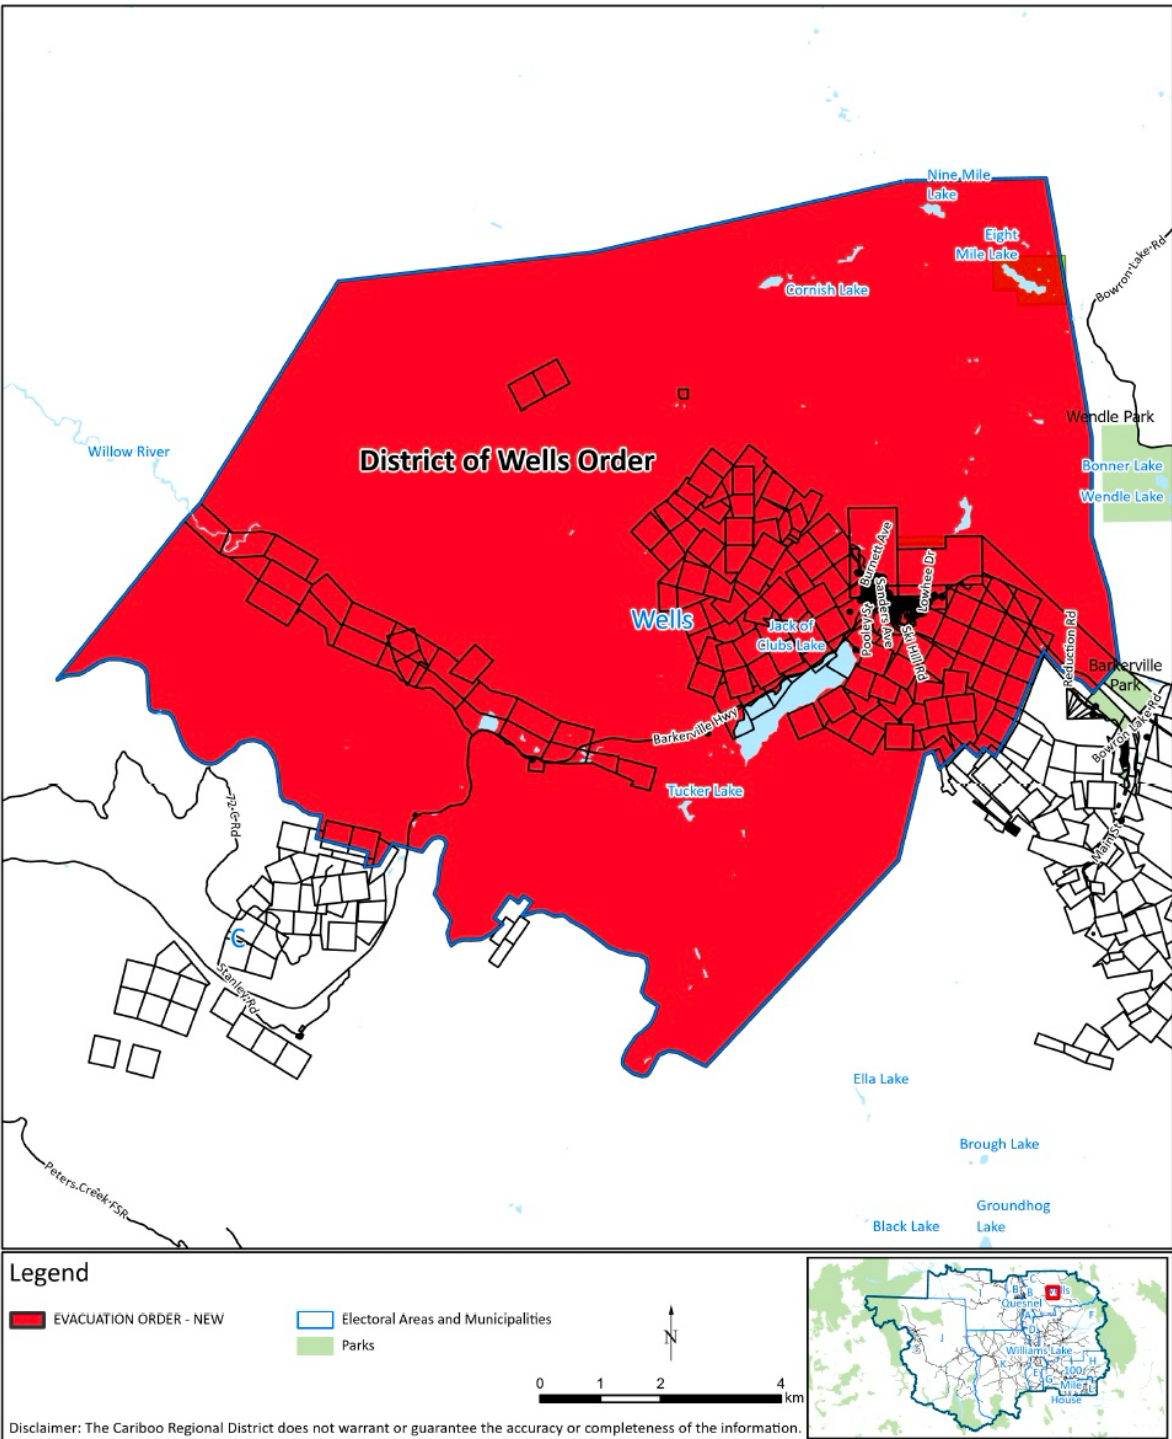 Nine Mile
Lake
Eight
Mile Lake
Bowron Lake Rd
Cornish Lake
Wendle Park
Willow River
District of Wells Order
Bonner Lake
Wendle Lake
Burnett Ave
Lowhee Dr
Sanders Ave
Pooley St
Ski Hill Rd
Wells
Jack of
Clubs Lake
Reduction Rd
Barkerville
Park
Barkerville Hwy
Bowron Lake Rd
Tucker Lake
72 G Rd
Main St
C
Stanley Rd
Ella Lake
Brough Lake
Peters Creek FSR
Groundhog
Lake
Black Lake
Legend
EVACUATION ORDER - NEW
Electoral Areas and Municipalities
Parks
N
0 1 2 4
km
C
I
B
B
Quesnel
A
F
D
J
Williams Lake
K
E
H
100
G
Mile
L
House
Disclaimer: The Cariboo Regional District does not warrant or guarantee the accuracy or completeness of the information.